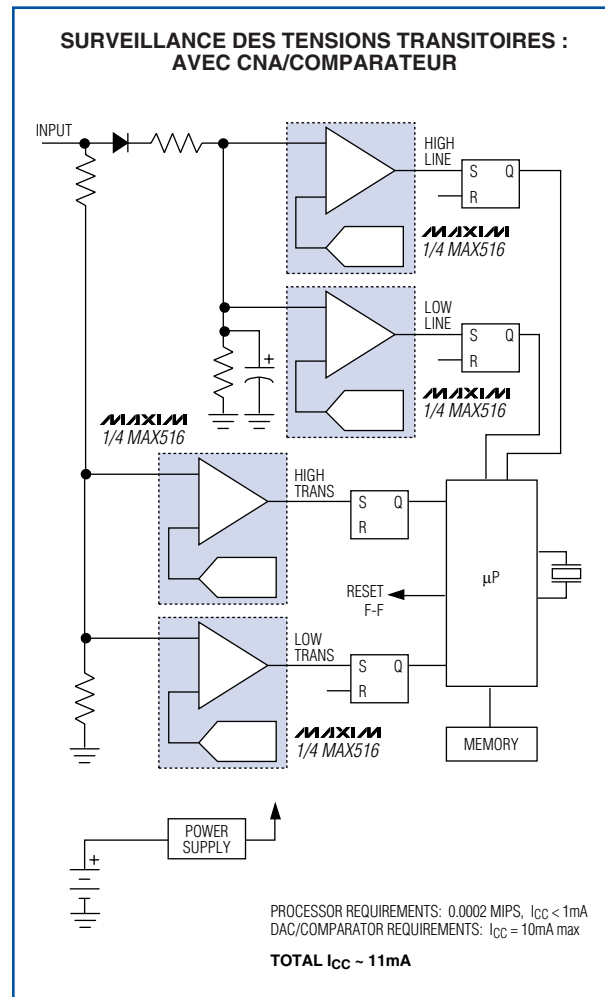 SURVEILLANCE DES TENSIONS TRANSITOIRES :
AVEC CNA/COMPARATEUR
INPUT
HIGH
LINE
S Q
R
MAXIM
1/4 MAX516
LOW
LINE
S Q
R
MAXIM
1/4 MAX516
MAXIM
1/4 MAX516
HIGH
TRANS
S Q
R
µP
RESET
F-F
LOW
TRANS
S Q
R
MAXIM
1/4 MAX516
MEMORY
POWER
SUPPLY
+
+
PROCESSOR REQUIREMENTS: 0.0002 MIPS, ICC < 1mA
DAC/COMPARATOR REQUIREMENTS: ICC = 10mA max
TOTAL ICC ~ 11mA